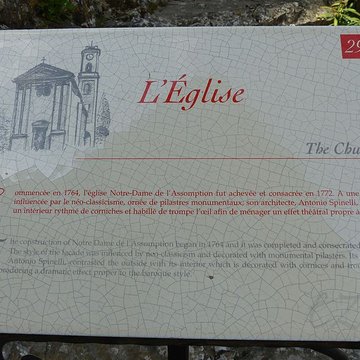 29
L'Église
The Chu
ommencée en 1764, l'église Notre-Dame de l'Assomption fut achevée et consacrée en 1772. A une
influencée par le néo-classicisme, ornée de pilastres monumentaux; son architecte, Antonio Spinelli,
un intérieur rythmé de corniches et habillé de trompe l'œil afin de ménager un effet théâtral propre à
The construction of Notre Dame de l'Assomption began in 1764 and it was completed and consecrated
The style of the facade was influenced by neo-classicism and decorated with monumental pilasters. Its
Antonio Spinelli, contrasted the outside with its interior which is decorated with cornices and tro
producing a dramatic effect proper to the baroque style.